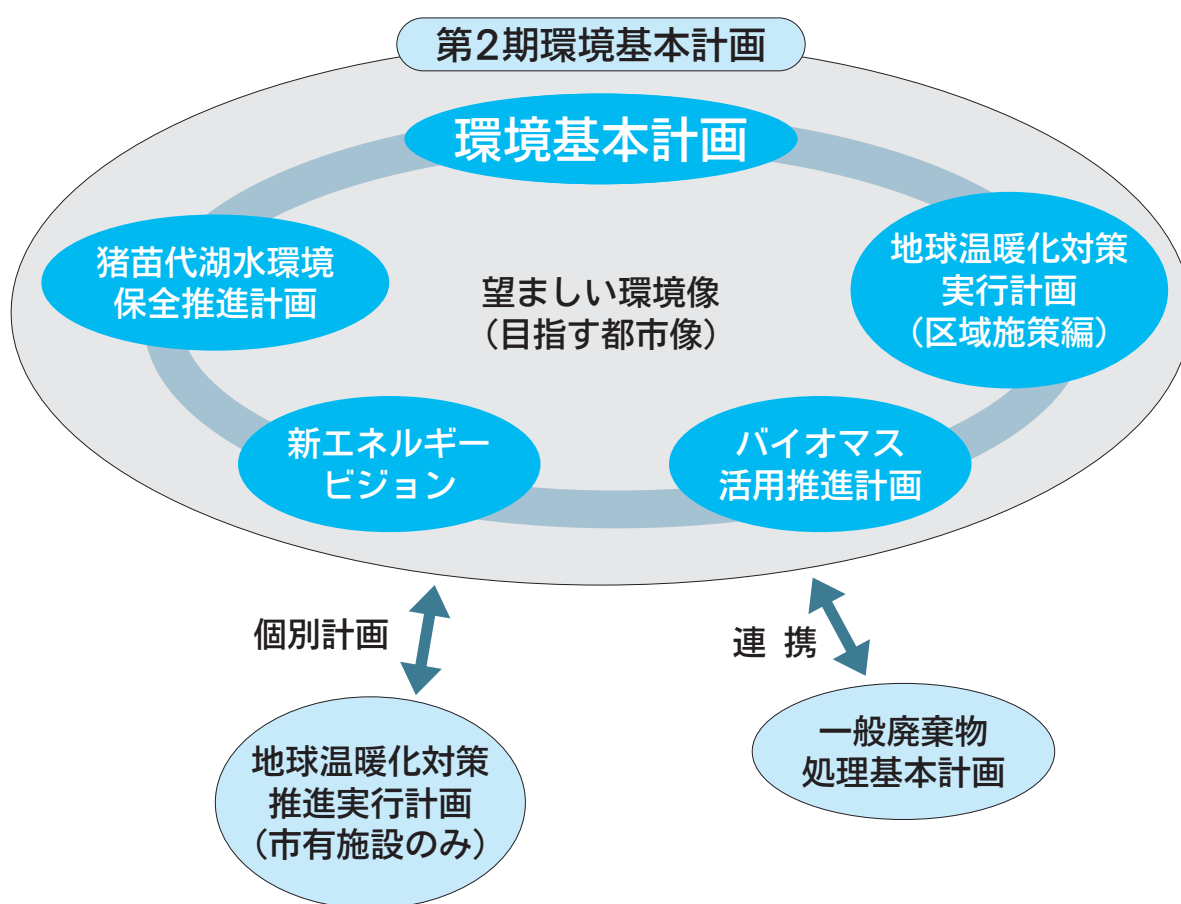 第2期環境基本計画
環境基本計画
猪苗代湖水環境
保全推進計画
地球温暖化対策
実行計画
（区域施策編）
望ましい環境像
（目指す都市像）
新エネルギー
ビジョン
バイオマス
活用推進計画
個別計画
連 携
地球温暖化対策
推進実行計画
（市有施設のみ）
一般廃棄物
処理基本計画